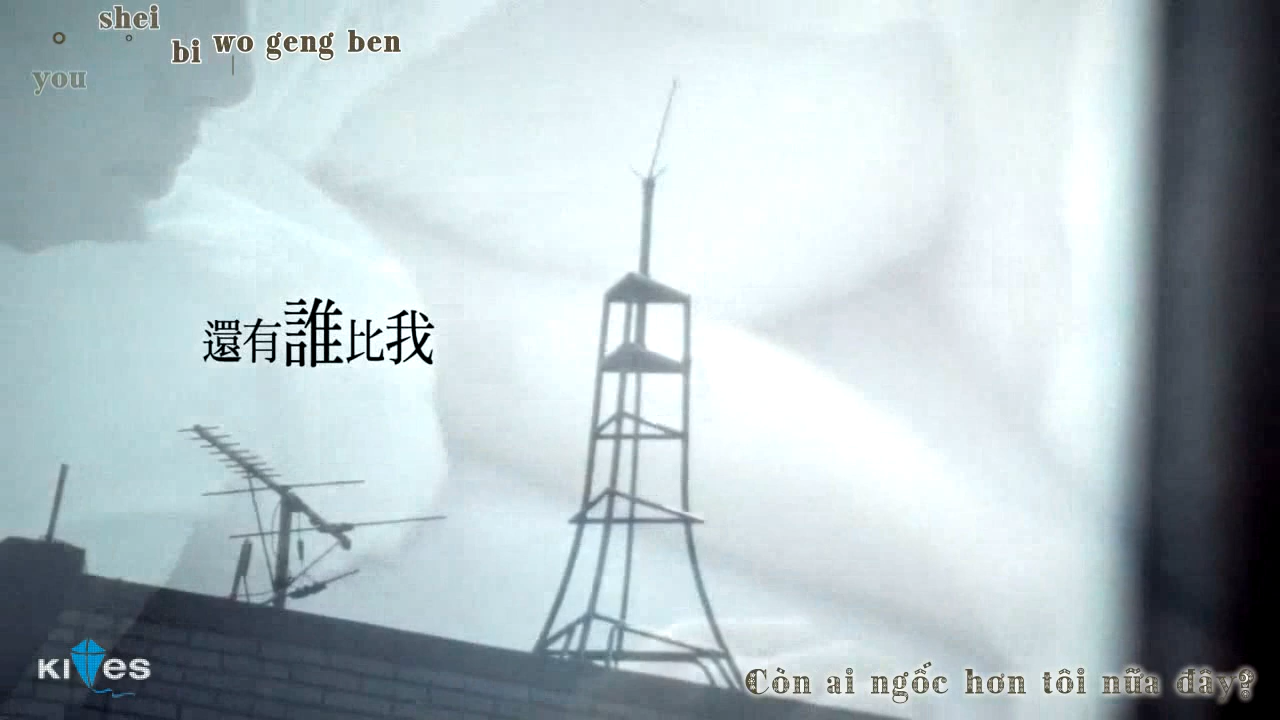 shei
you bi wo geng ben
還有誰比我
KITES
Còn ai ngốc hơn tôi nữa đây?